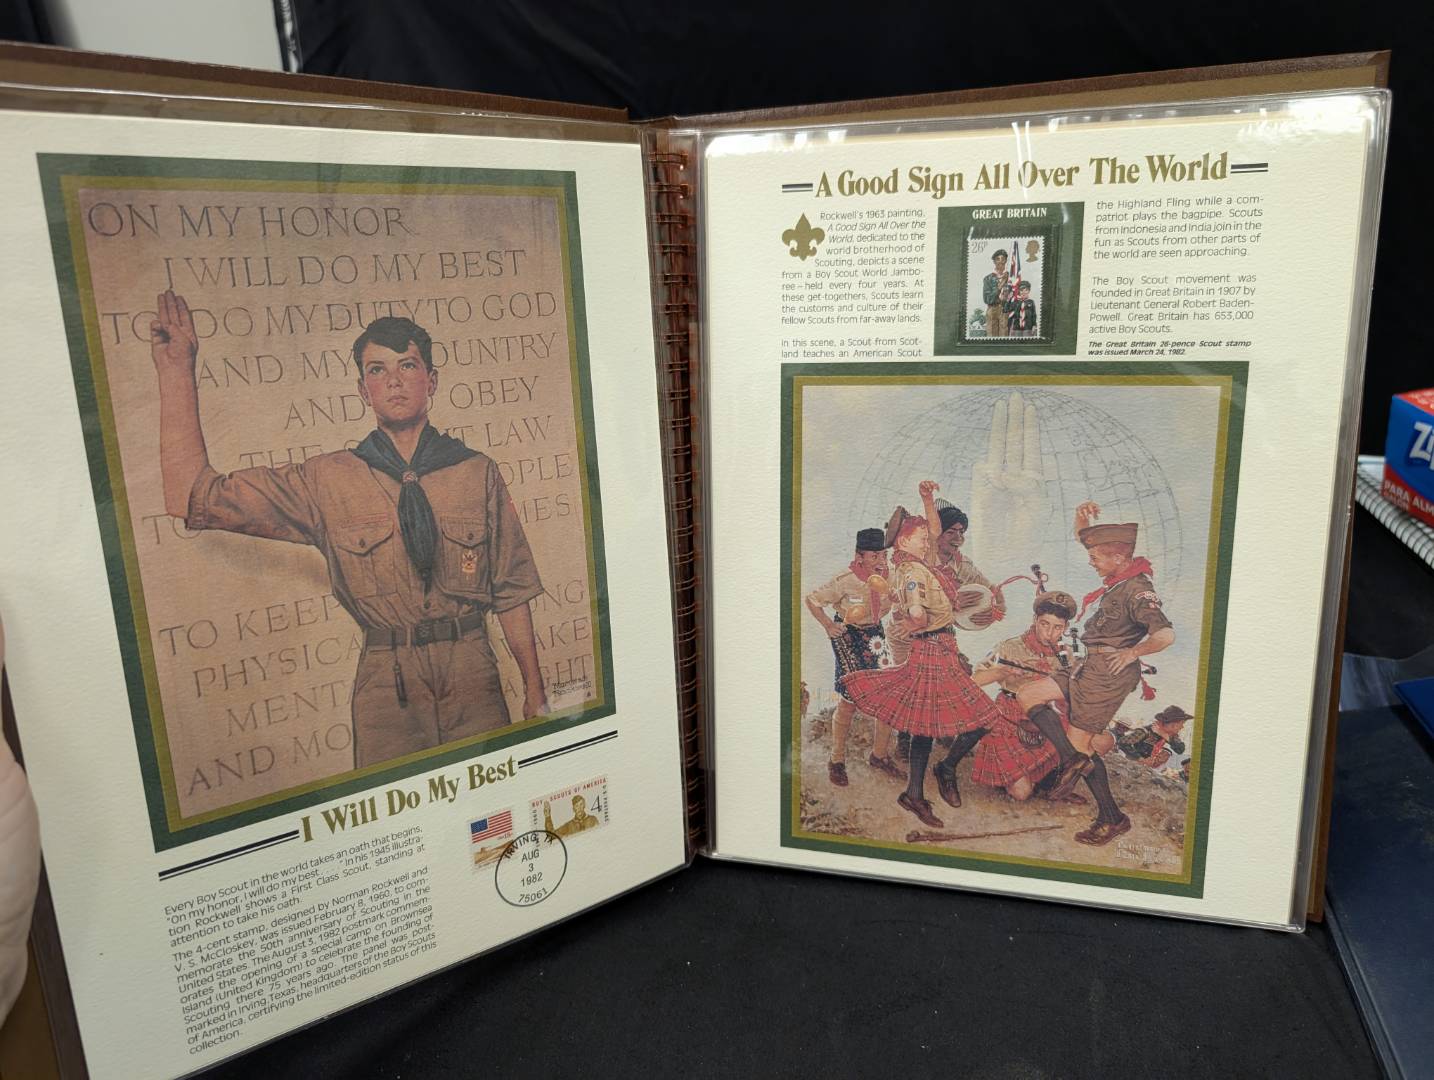 ON MY HONOR
I WILL DO MY BEST
TO DO MY DUTY TO GOD
AND MY COUNTRY
AND OBEY
LAW
TO KEEP
AND MO
I Will Do My Best
Every Boy Scout in the world takes an oath that begins,
"On my honor, I will do my best. . . ." In his 1945 illustra-
tion, Rockwell shows a First Class Scout, standing at
attention to take his oath.
The 4-cent stamp, designed by Norman Rockwell and
V. S. McCloskey, was issued February 8, 1960, to com-
memorate the 50th anniversary of Scouting in the
United States. The August 3, 1982 postmark commem-
orates the opening of a special camp on Brownsea
Island (United Kingdom) to celebrate the founding of
Scouting there 75 years ago. The panel was post-
marked in Irving, Texas, headquarters of the Boy Scouts
of America, certifying the limited-edition status of this
collection.
BOY SCOUTS OF AMERICA
4
IRVING, TX
AUG
3
1982
75061
A Good Sign All Over The World
Rockwell's 1963 painting,
A Good Sign All Over the
World, dedicated to the
world brotherhood of
Scouting, depicts a scene
from a Boy Scout World Jambo-
ree – held every four years. At
these get-togethers, Scouts learn
the customs and culture of their
fellow Scouts from far-away lands.
In this scene, a Scout from Scot-
land teaches an American Scout
GREAT BRITAIN
26P
the Highland Fling while a com-
patriot plays the bagpipe. Scouts
from Indonesia and India join in the
fun as Scouts from other parts of
the world are seen approaching.
The Boy Scout movement was
founded in Great Britain in 1907 by
Lieutenant General Robert Baden-
Powell. Great Britain has 653,000
active Boy Scouts.
The Great Britain 26-pence Scout stamp
was issued March 24, 1982.